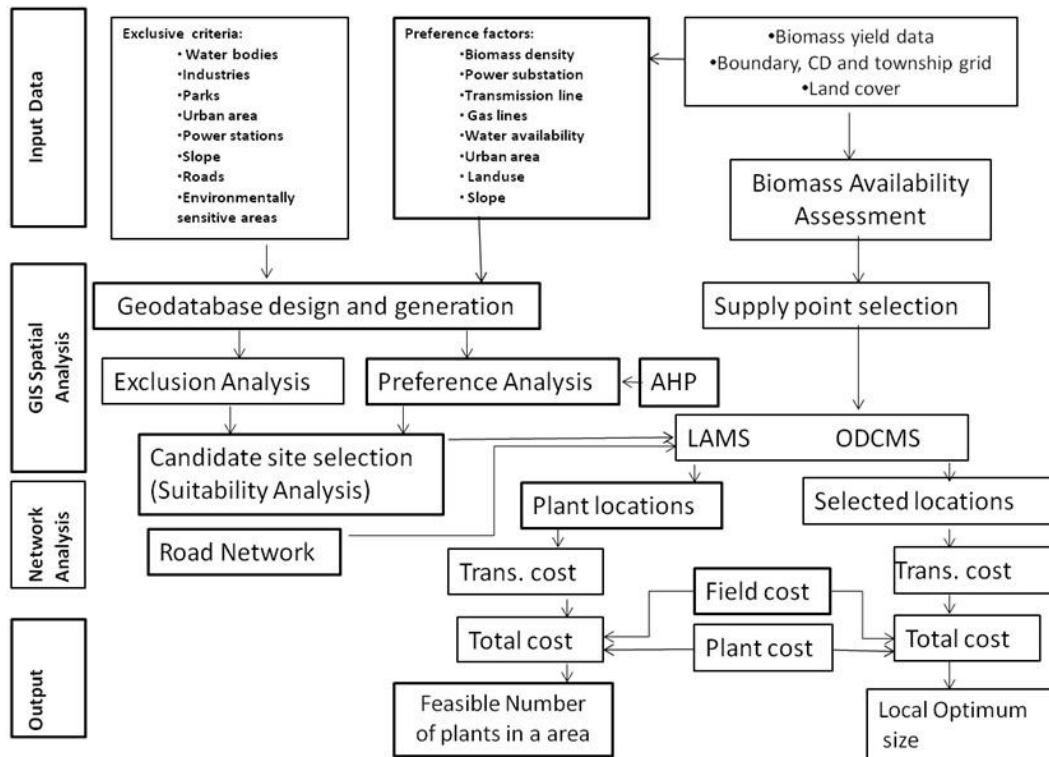 Input Data
Exclusive criteria:
•Water bodies
•Industries
•Parks
•Urban area
•Power stations
•Slope
•Roads
•Environmentally
sensitive areas
Preference factors:
•Biomass density
•Power substation
•Transmission line
•Gas lines
•Water availability
•Urban area
•Landuse
•Slope
•Biomass yield data
•Boundary, CD and township grid
•Land cover
Biomass Availability
Assessment
GIS Spatial
Analysis
Geodatabase design and generation
Supply point selection
Exclusion Analysis
Preference Analysis
AHP
Candidate site selection
(Suitability Analysis)
LAMS ODCMS
Network
Analysis
Plant locations
Selected locations
Road Network
Trans. cost
Field cost
Trans. cost
Output
Total cost
Plant cost
Total cost
Feasible Number
of plants in a area
Local Optimum
size